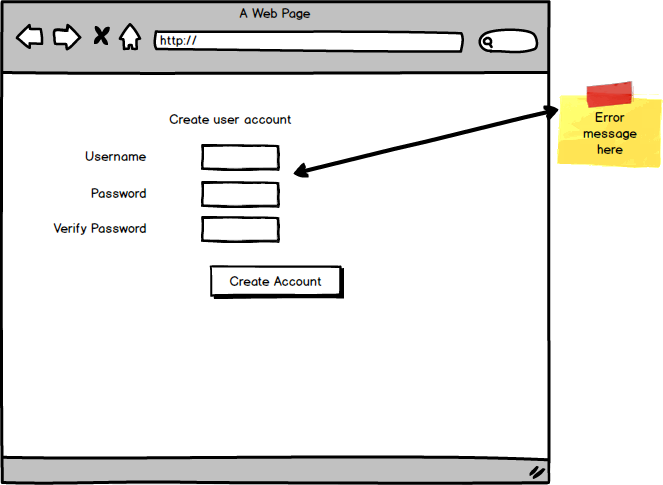 A Web Page
http://
Create user account
Username
Password
Verify Password
Create Account
Error
message
here